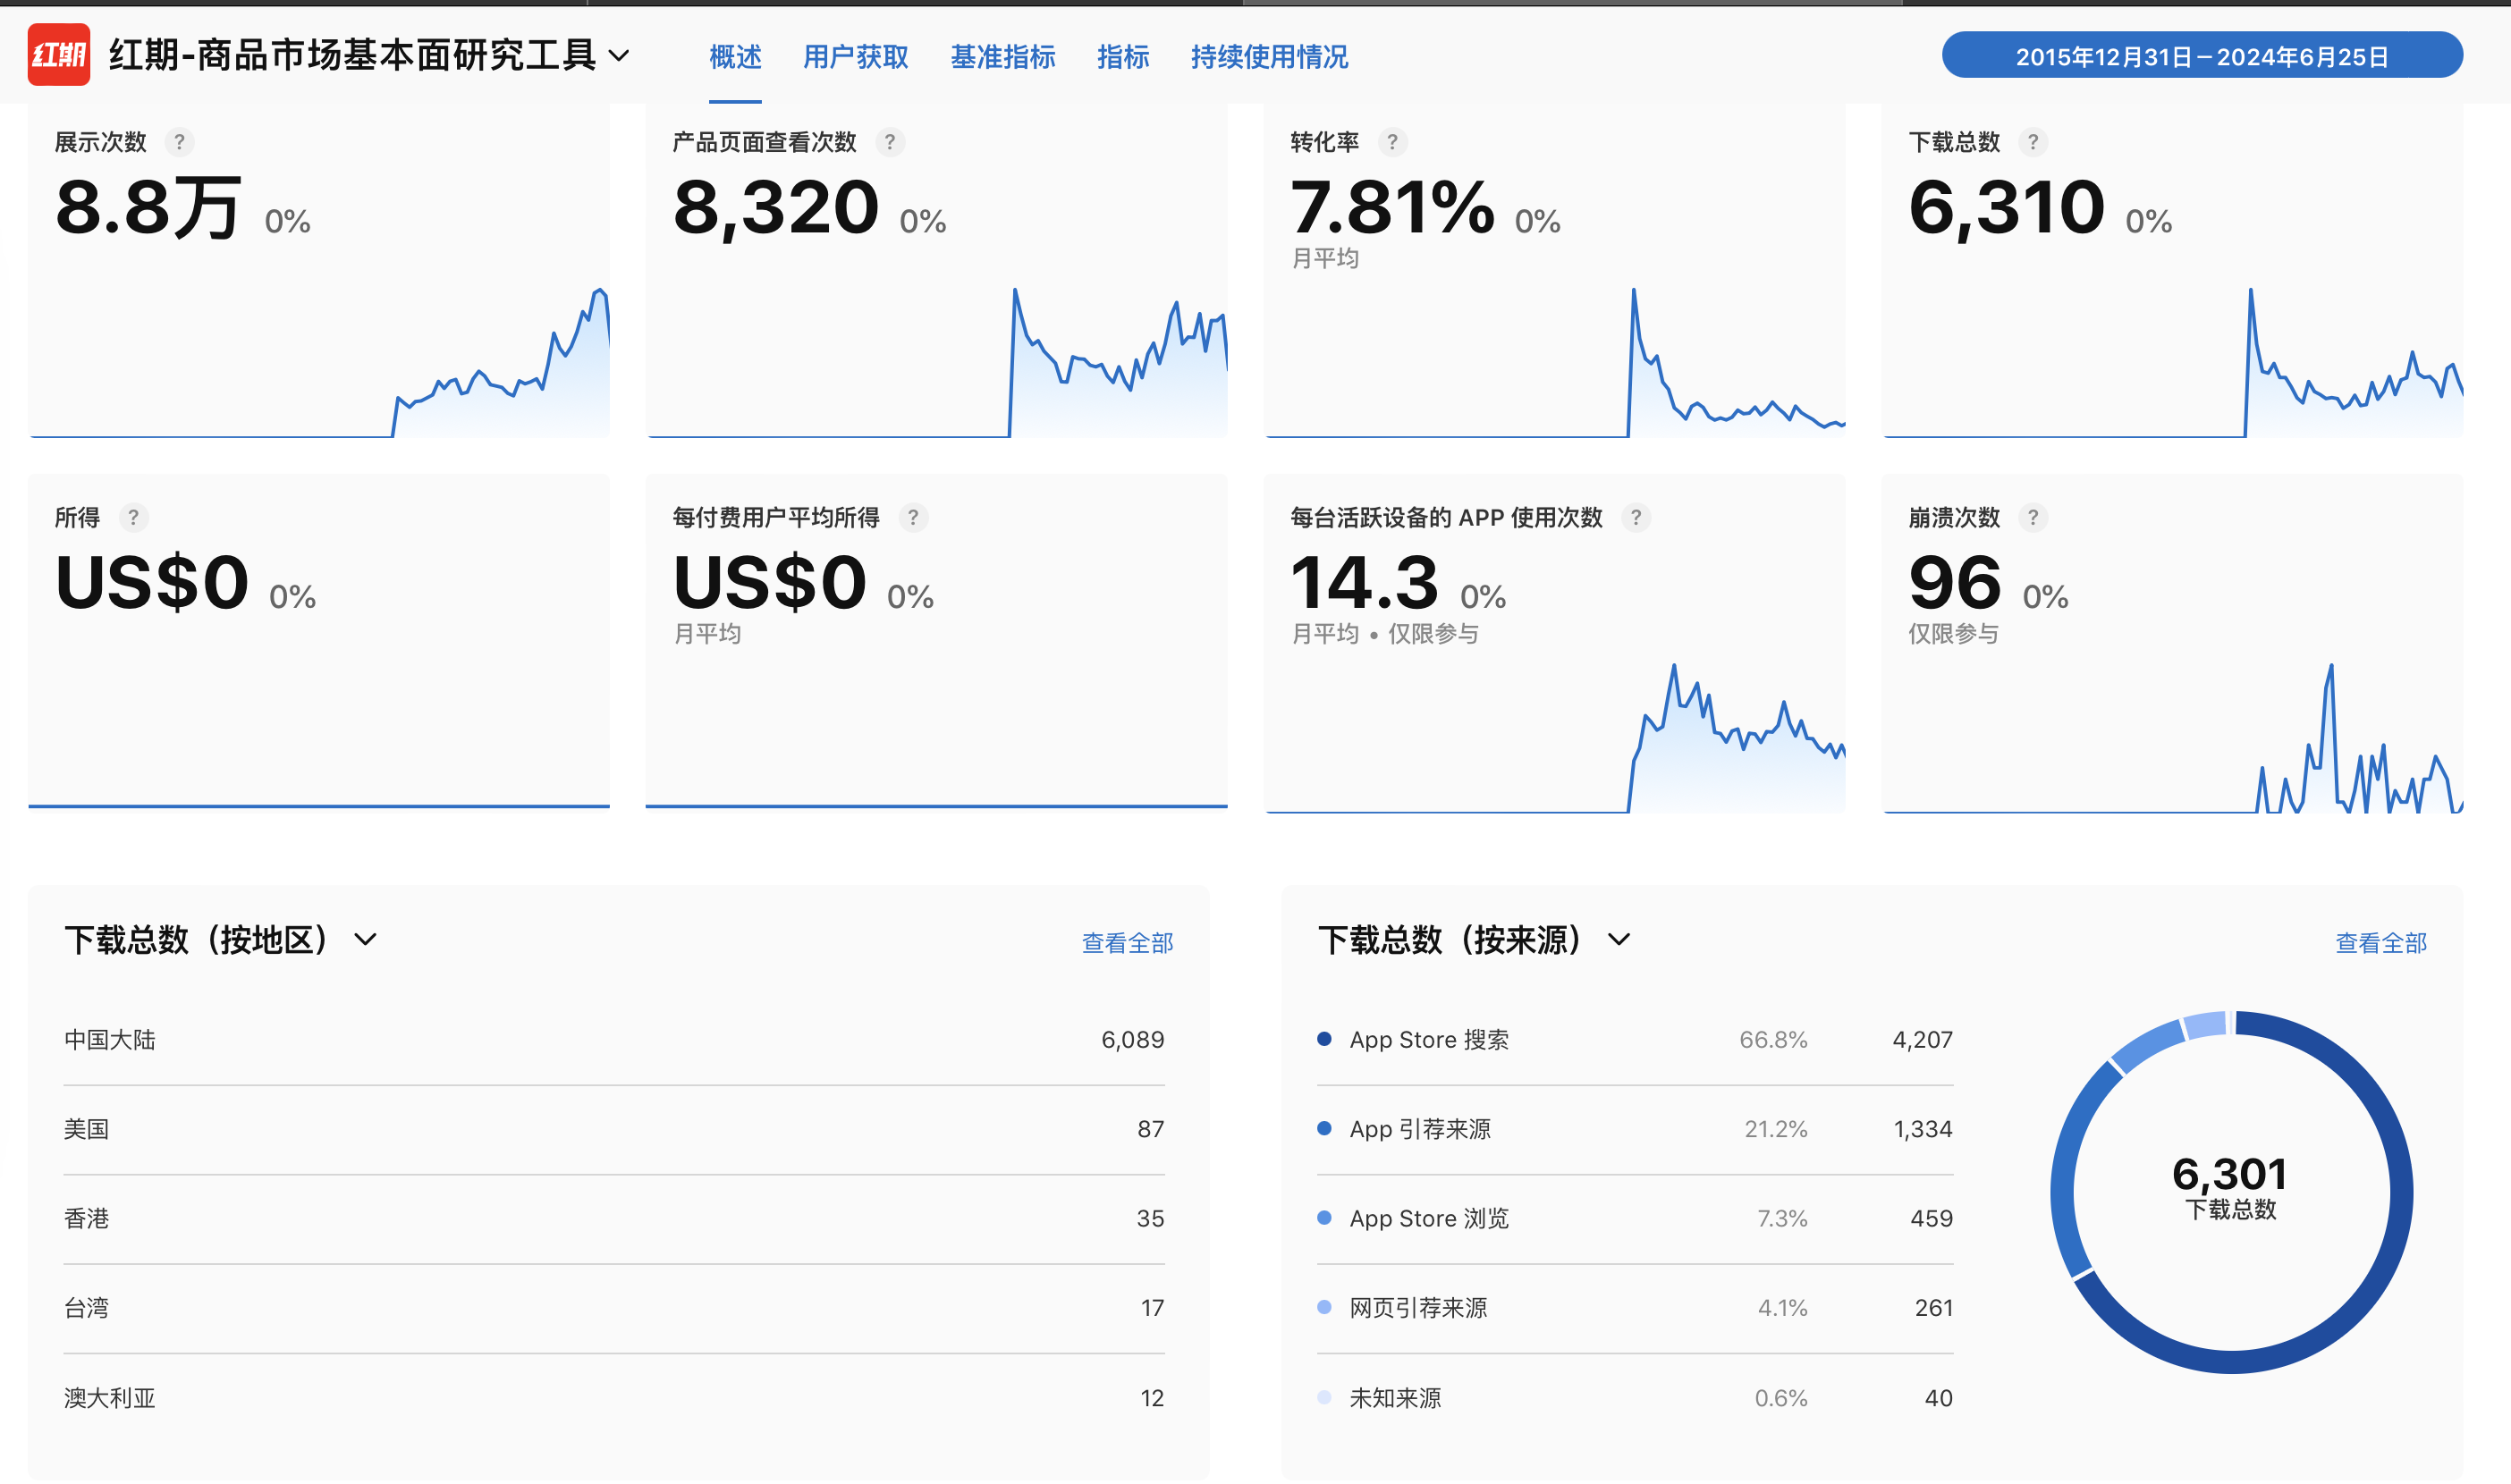 红期 红期-商品市场基本面研究工具 概述 用户获取 基准指标 指标 持续使用情况 2015年12月31日－2024年6月25日
展示次数 ?
8.8万 0%
产品页面查看次数 ?
8,320 0%
转化率 ?
7.81% 0%
月平均
下载总数 ?
6,310 0%
所得 ?
US$0 0%
每付费用户平均所得 ?
US$0 0%
月平均
每台活跃设备的 APP 使用次数 ?
14.3 0%
月平均 • 仅限参与
崩溃次数 ?
96 0%
仅限参与
下载总数（按地区） 查看全部
中国大陆 6,089
美国 87
香港 35
台湾 17
澳大利亚 12
下载总数（按来源） 查看全部
App Store 搜索 66.8% 4,207
App 引荐来源 21.2% 1,334
App Store 浏览 7.3% 459
网页引荐来源 4.1% 261
未知来源 0.6% 40
6,301
下载总数